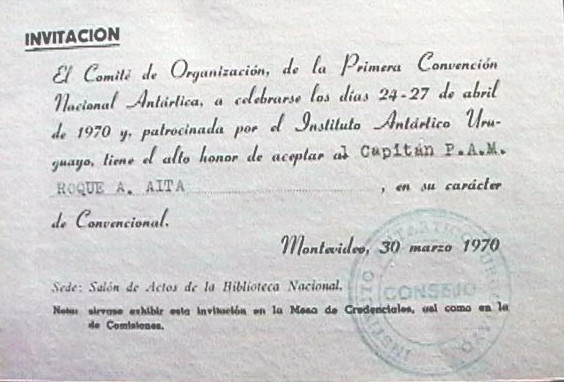 INVITACION
El Comité de Organización, de la Primera Convención
Nacional Antártica, a celebrarse los días 24-27 de abril
de 1970 y, patrocinada por el Instituto Antártico Uru-
guayo, tiene el alto honor de aceptar al Capitán P.A.M.
ROQUE A. AITA, en su carácter
de Convencional.
Montevideo, 30 marzo 1970
Sede: Salón de Actos de la Biblioteca Nacional.
Nota: sírvase exhibir esta invitación en la Mesa de Credenciales, así como en la
de Comisiones.
INSTITUTO ANTARTICO URUGUAYO
CONSEJO